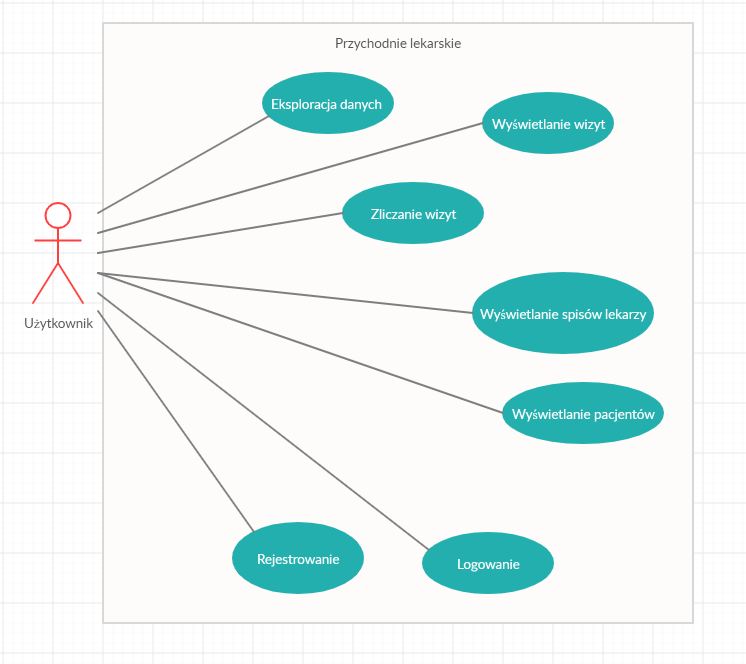 Przychodnie lekarskie
Eksploracja danych
Wyświetlanie wizyt
Zliczanie wizyt
Wyświetlanie spisów lekarzy
Użytkownik
Wyświetlanie pacjentów
Rejestrowanie
Logowanie